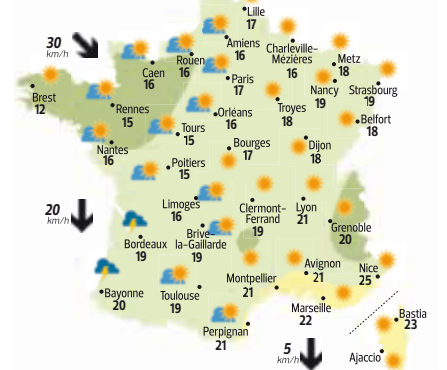 Lille
17
30
km/h
Amiens
16
Rouen
16
Charleville-
Mézières
16
Metz
18
Caen
16
Paris
17
Nancy
19
Strasbourg
19
Brest
12
Rennes
15
Orléans
16
Troyes
18
Belfort
18
Tours
15
Nantes
16
Bourges
17
Dijon
18
Poitiers
15
20
km/h
Limoges
16
Clermont-
Ferrand
19
Lyon
21
Grenoble
20
Bordeaux
19
Brive-
la-Gaillarde
19
Avignon
21
Nice
25
Montpellier
21
Bayonne
20
Toulouse
19
Marseille
22
Bastia
23
Perpignan
21
5
km/h
Ajaccio